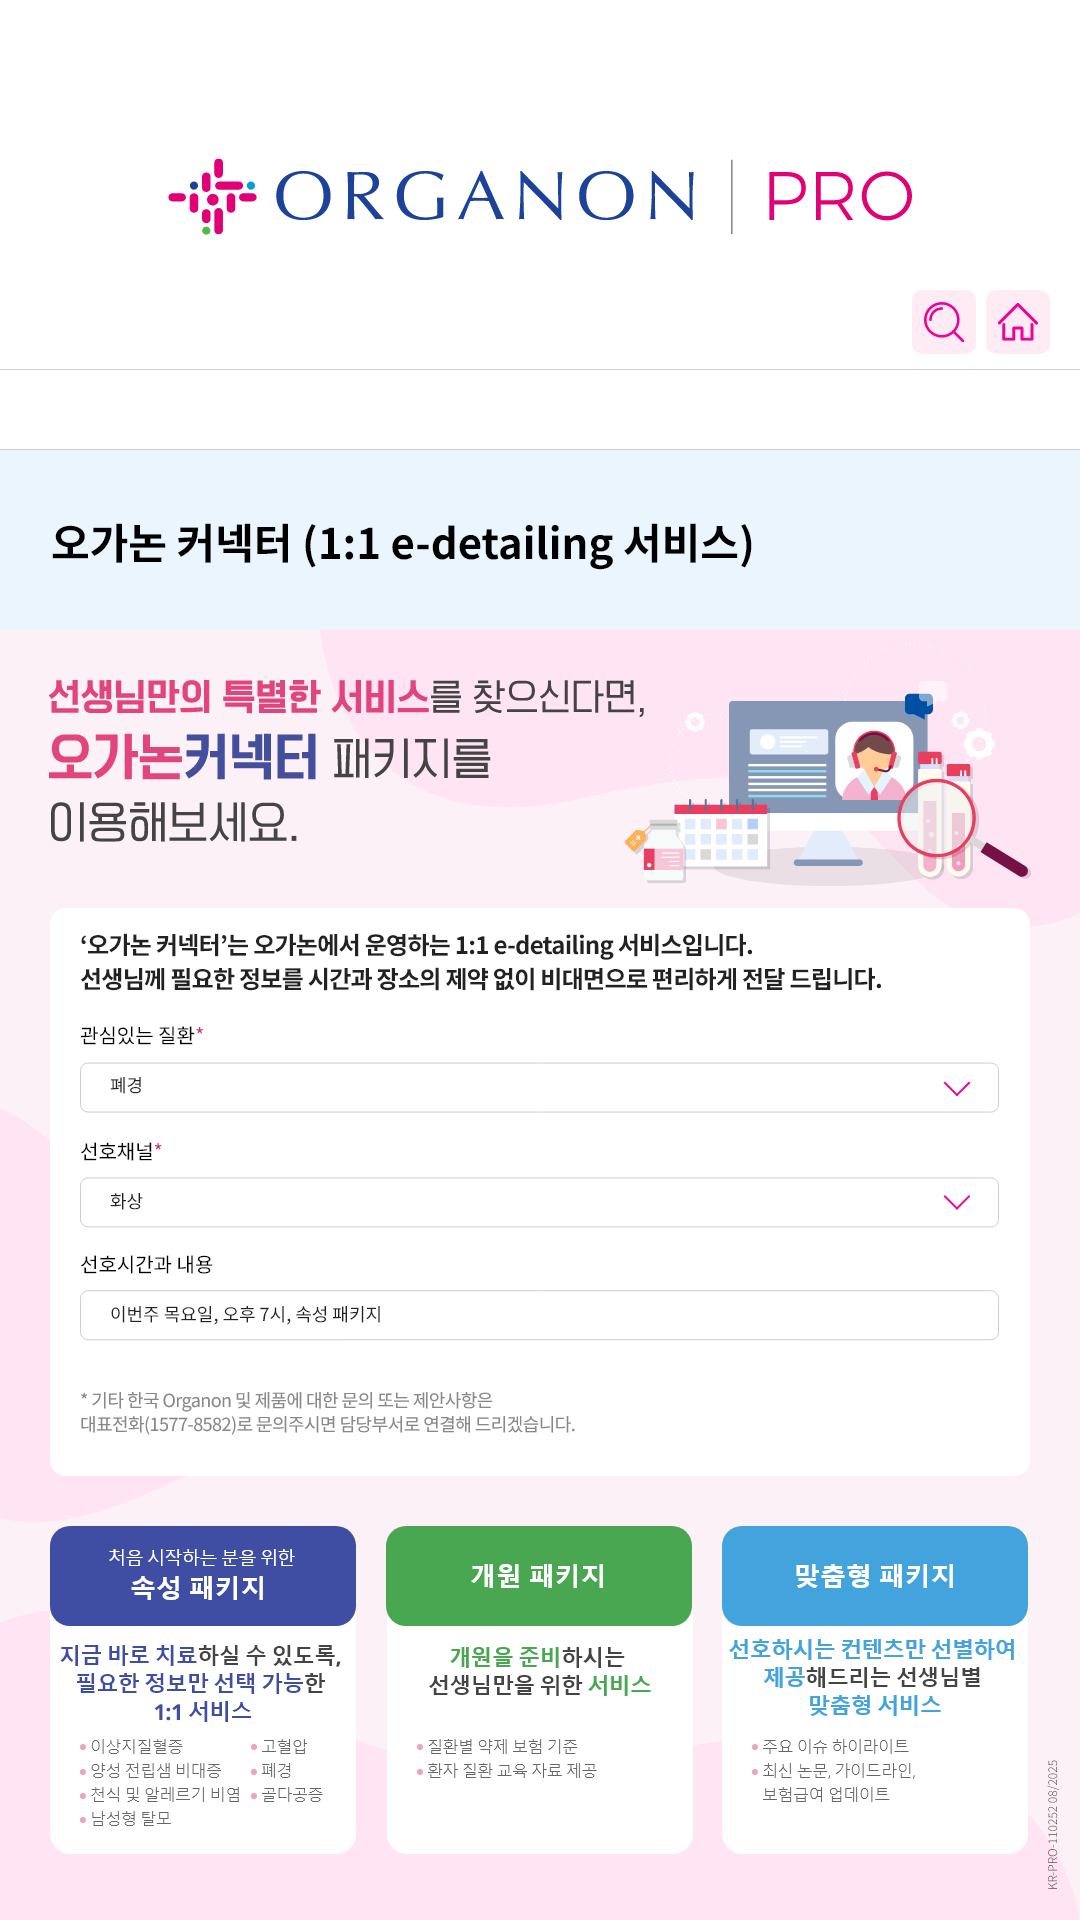 ORGANON | PRO
오가논 커넥터 (1:1 e-detailing 서비스)
선생님만의 특별한 서비스를 찾으신다면,
오가논커넥터 패키지를
이용해보세요.
‘오가논 커넥터’는 오가논에서 운영하는 1:1 e-detailing 서비스입니다.
선생님께 필요한 정보를 시간과 장소의 제약 없이 비대면으로 편리하게 전달 드립니다.
관심있는 질환*
폐경
선호채널*
화상
선호시간과 내용
이번주 목요일, 오후 7시, 속성 패키지
* 기타 한국 Organon 및 제품에 대한 문의 또는 제안사항은
대표전화(1577-8582)로 문의주시면 담당부서로 연결해 드리겠습니다.
처음 시작하는 분을 위한
속성 패키지
지금 바로 치료하실 수 있도록,
필요한 정보만 선택 가능한
1:1 서비스
• 이상지질혈증
• 양성 전립샘 비대증
• 천식 및 알레르기 비염
• 남성형 탈모
• 고혈압
• 폐경
• 골다공증
개원 패키지
개원을 준비하시는
선생님만을 위한 서비스
• 질환별 약제 보험 기준
• 환자 질환 교육 자료 제공
맞춤형 패키지
선호하시는 컨텐츠만 선별하여
제공해드리는 선생님별
맞춤형 서비스
• 주요 이슈 하이라이트
• 최신 논문, 가이드라인,
보험급여 업데이트
KR-PRO-110252 08/2025